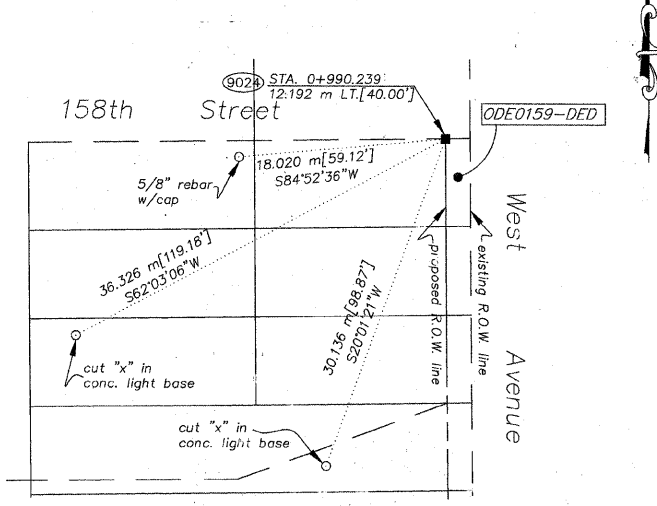 9024 STA. 0+990.239
12.192 m LT.[40.00']
158th Street
ODE0159-DED
18.020 m[59.12']
S84°52'36"W
5/8" rebar
w/cap
West Avenue
36.326 m[119.18']
S62°03'06"W
30.136 m[98.87']
S20°01'21"W
proposed R.O.W. line
existing R.O.W. line
cut "x" in
conc. light base
cut "x" in
conc. light base